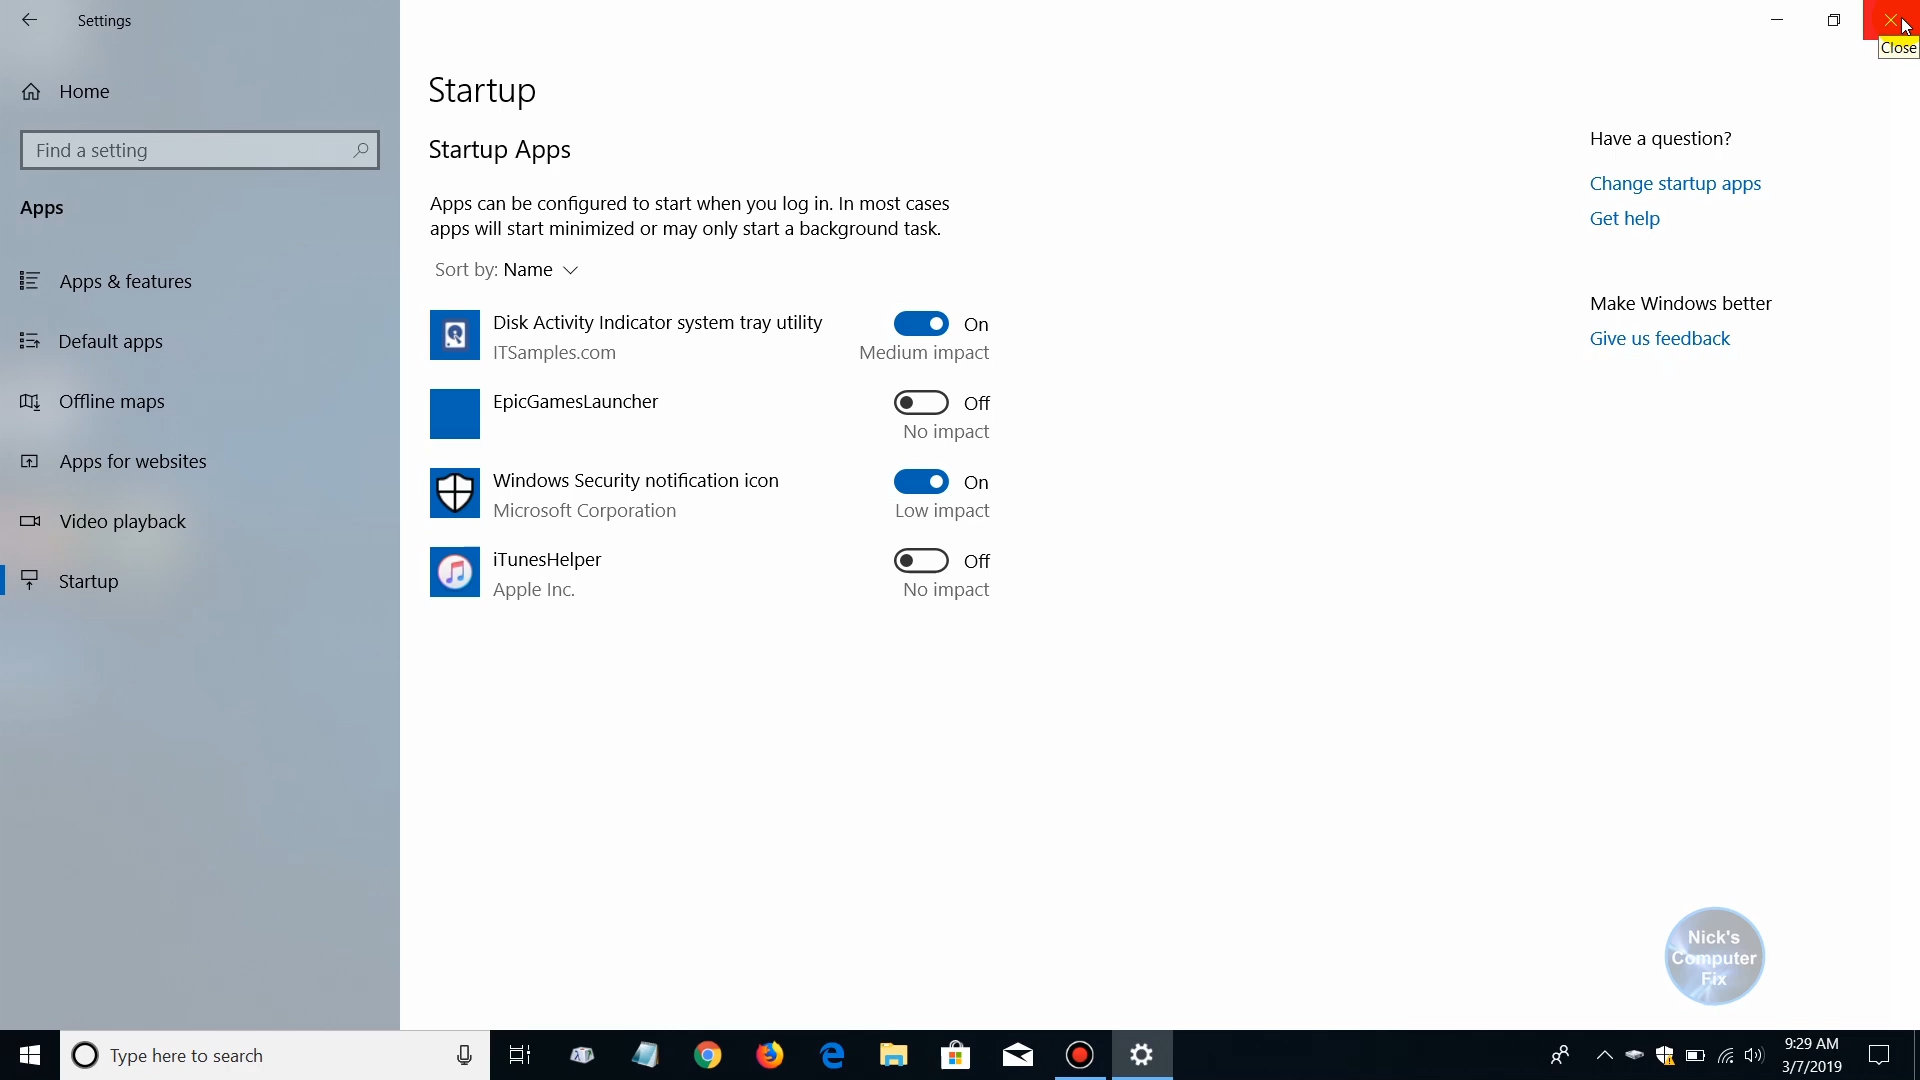 Settings
Close
Home
Find a setting
Apps
Apps & features
Default apps
Offline maps
Apps for websites
Video playback
Startup
Startup
Startup Apps
Apps can be configured to start when you log in. In most cases
apps will start minimized or may only start a background task.
Sort by: Name
Disk Activity Indicator system tray utility
On
ITSamples.com
Medium impact
EpicGamesLauncher
Off
No impact
Windows Security notification icon
On
Microsoft Corporation
Low impact
iTunesHelper
Off
Apple Inc.
No impact
Have a question?
Change startup apps
Get help
Make Windows better
Give us feedback
Nick's
Computer
Fix
Type here to search
9:29 AM
3/7/2019